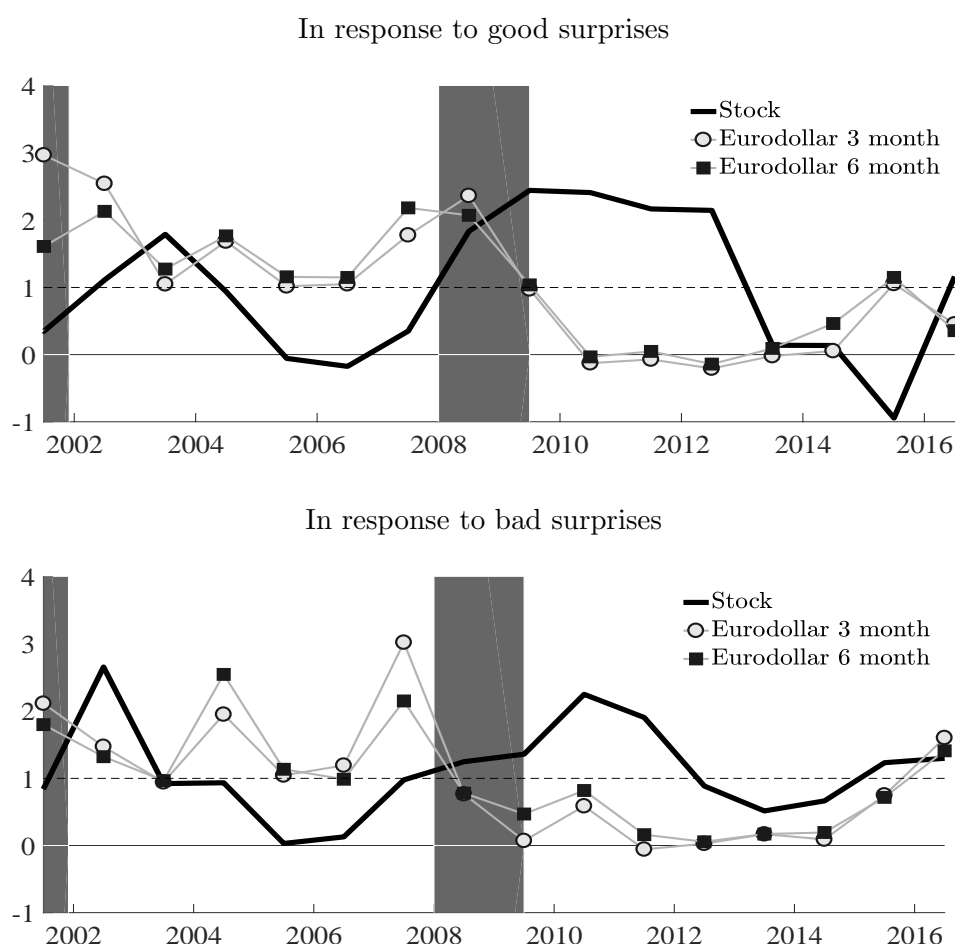 In response to good surprises
4
3
2
1
0
-1
Stock
Eurodollar 3 month
Eurodollar 6 month
2002 2004 2006 2008 2010 2012 2014 2016
In response to bad surprises
4
3
2
1
0
-1
Stock
Eurodollar 3 month
Eurodollar 6 month
2002 2004 2006 2008 2010 2012 2014 2016